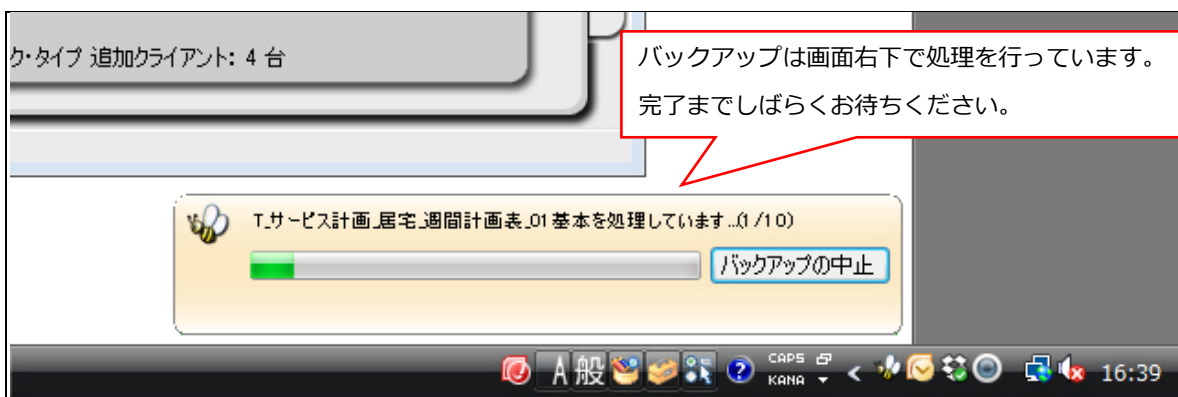 ク・タイプ 追加クライアント: 4 台
バックアップは画面右下で処理を行っています。
完了までしばらくお待ちください。
T_サービス計画_居宅_週間計画表_01基本を処理しています...(1/10)
バックアップの中止
A 般
CAPS
KANA
16:39